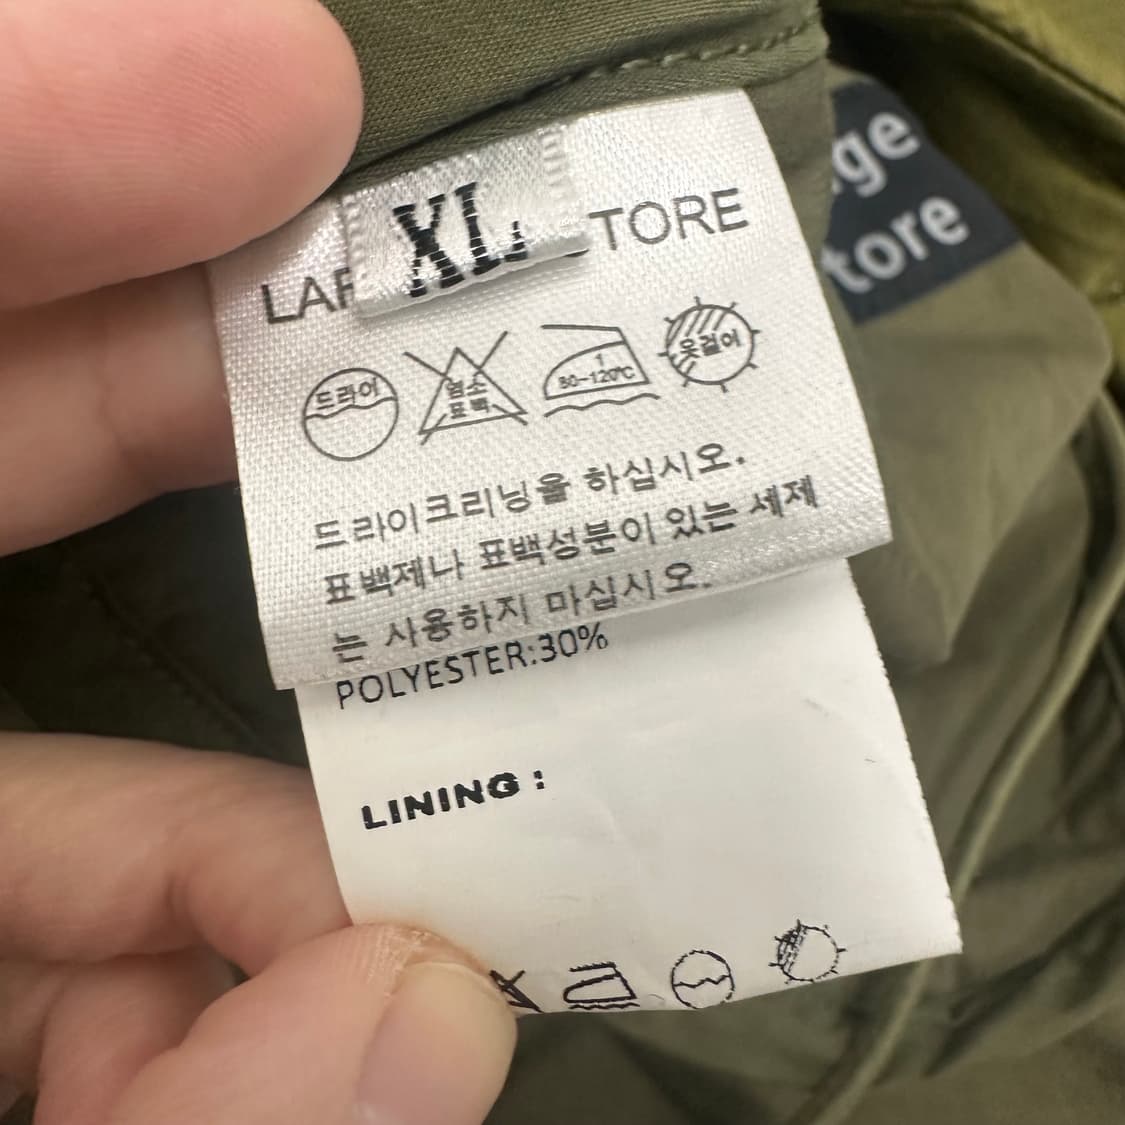 XL
TORE
ge
tore
드라이
염소
표백
1
80-120℃
옷걸이
드라이크리닝을 하십시오.
표백제나 표백성분이 있는 세제
는 사용하지 마십시오.
POLYESTER:30%
LINING :